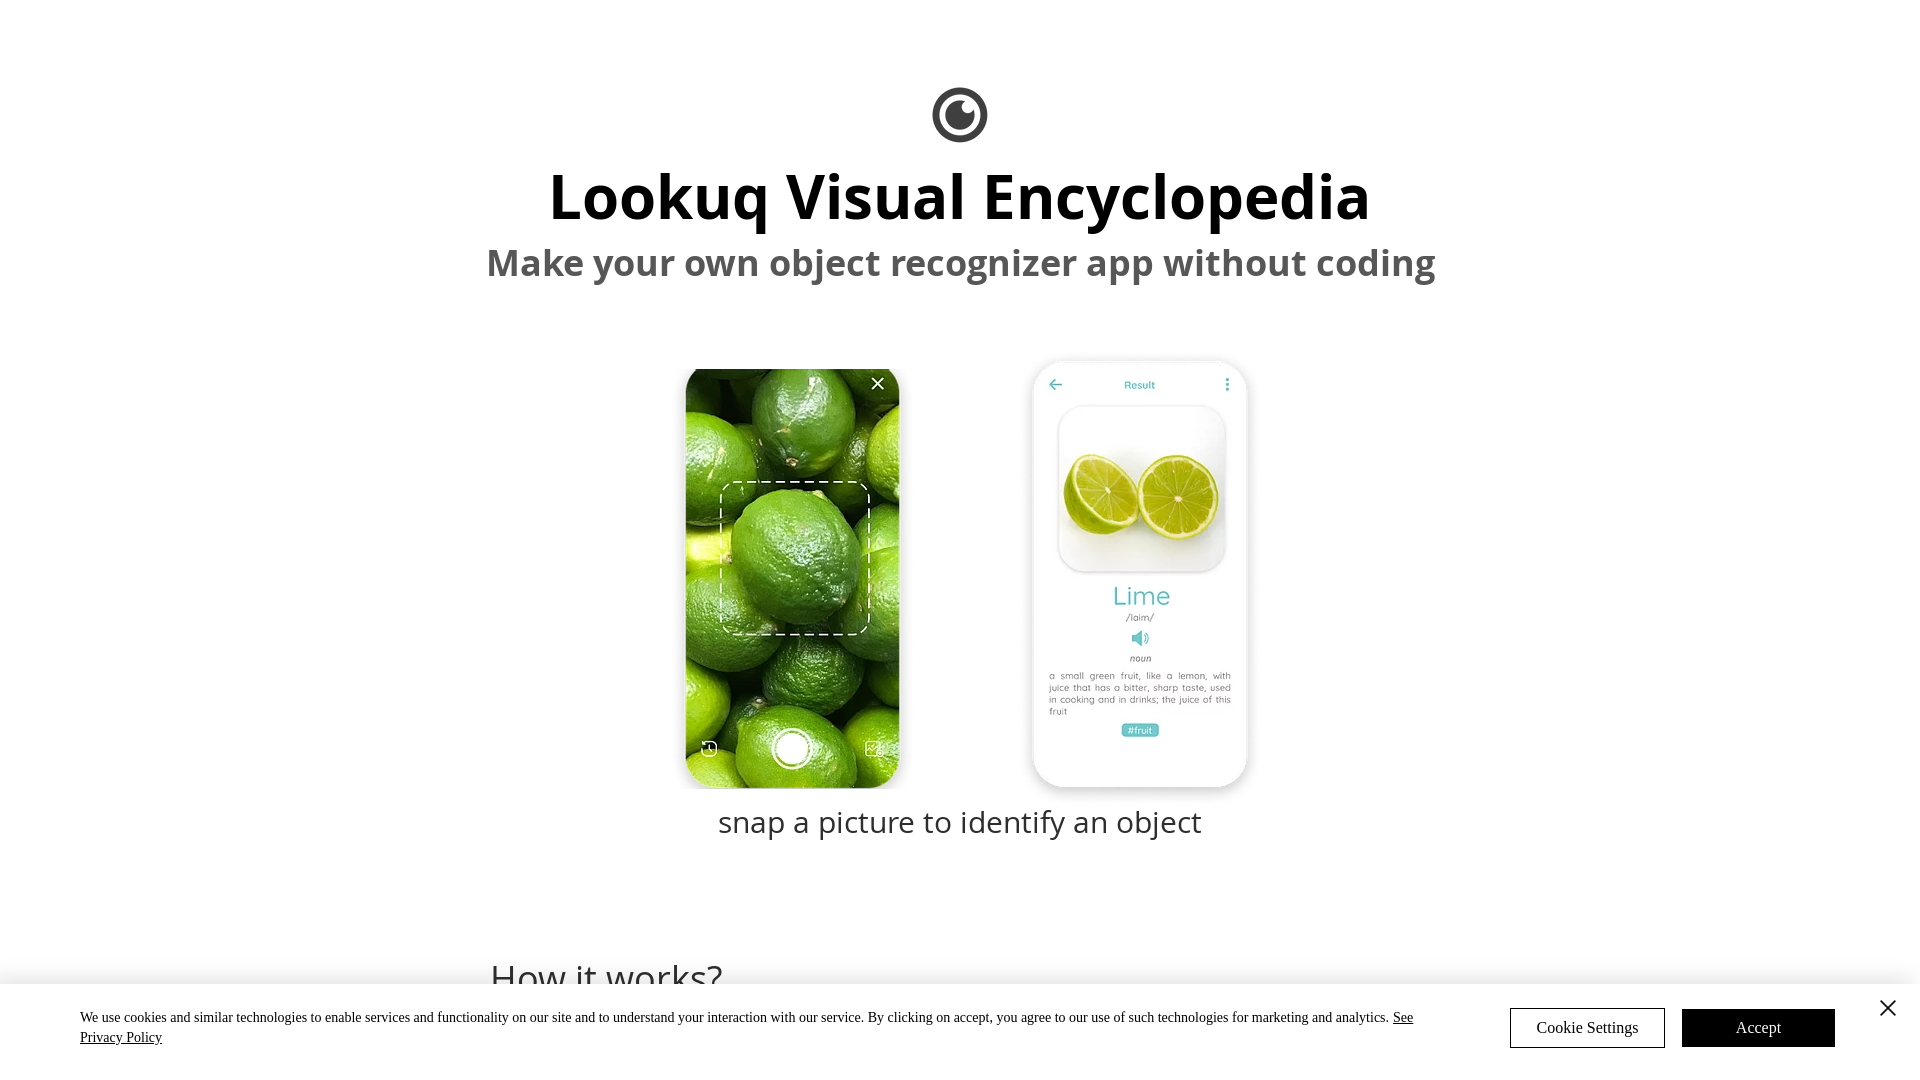 Lookuq Visual Encyclopedia
Make your own object recognizer app without coding
Result
Lime
/laim/
noun
a small green fruit, like a lemon, with
juice that has a bitter, sharp taste, used
in cooking and in drinks; the juice of this
fruit
#fruit
snap a picture to identify an object
How it works?
We use cookies and similar technologies to enable services and functionality on our site and to understand your interaction with our service. By clicking on accept, you agree to our use of such technologies for marketing and analytics. See
Privacy Policy
Cookie Settings
Accept